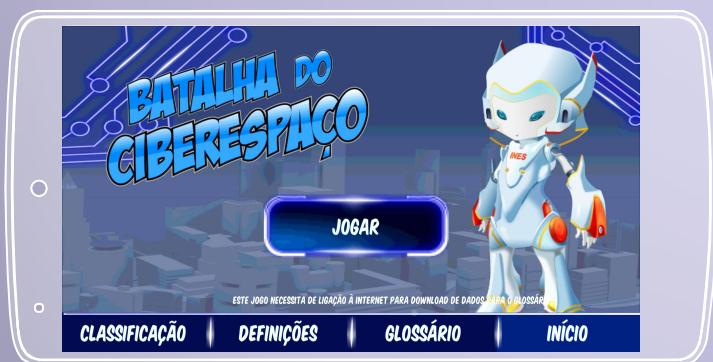 BATALHA DO
CIBERESPAÇO
INES
JOGAR
ESTE JOGO NECESSITA DE LIGAÇÃO À INTERNET PARA DOWNLOAD DE DADOS PARA O GLOSSÁR
CLASSIFICAÇÃO DEFINIÇÕES GLOSSÁRIO INÍCIO